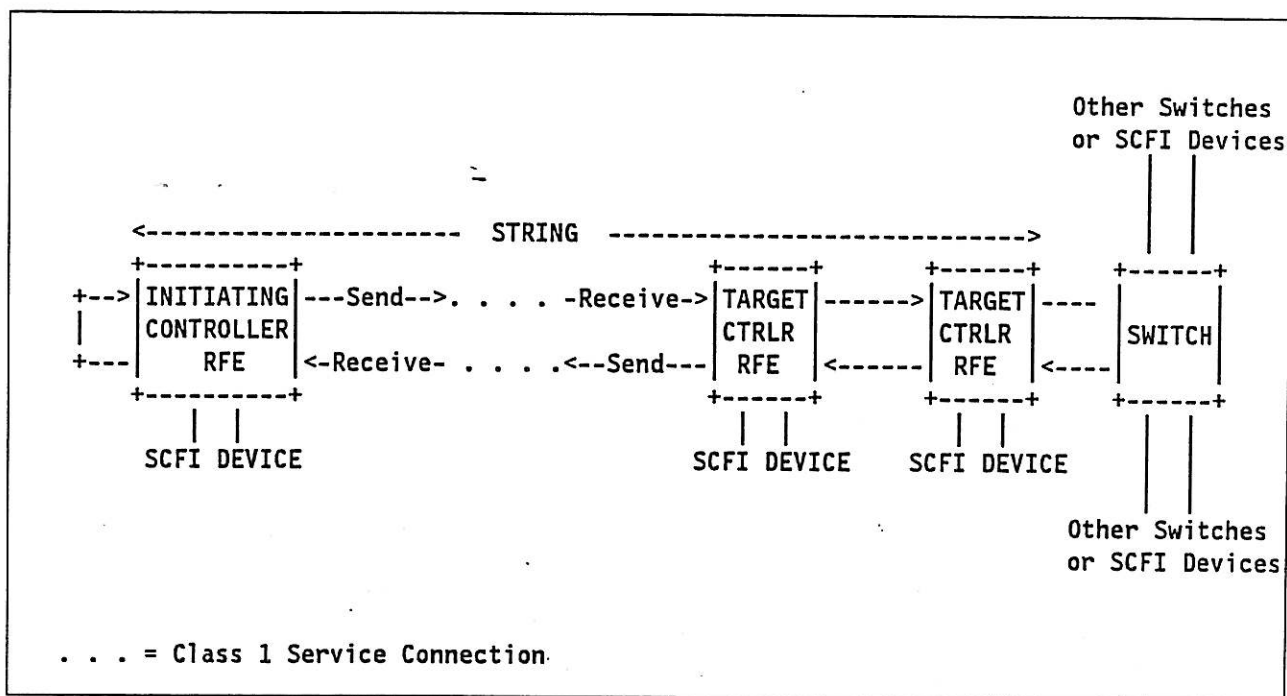 Other Switches
or SCFI Devices
<---------------------- STRING ---------------------------->
+----------+ +------+ +------+ +------+
+-->|INITIATING|---Send-->. . . . -Receive->|TARGET|------>|TARGET|---- | |
| |CONTROLLER| |CTRLR | |CTRLR | |SWITCH|
+---| RFE |<-Receive- . . . .<--Send---| RFE |<------| RFE |<----| |
+----------+ +------+ +------+ +------+
SCFI DEVICE SCFI DEVICE SCFI DEVICE
Other Switches
or SCFI Devices
. . . = Class 1 Service Connection